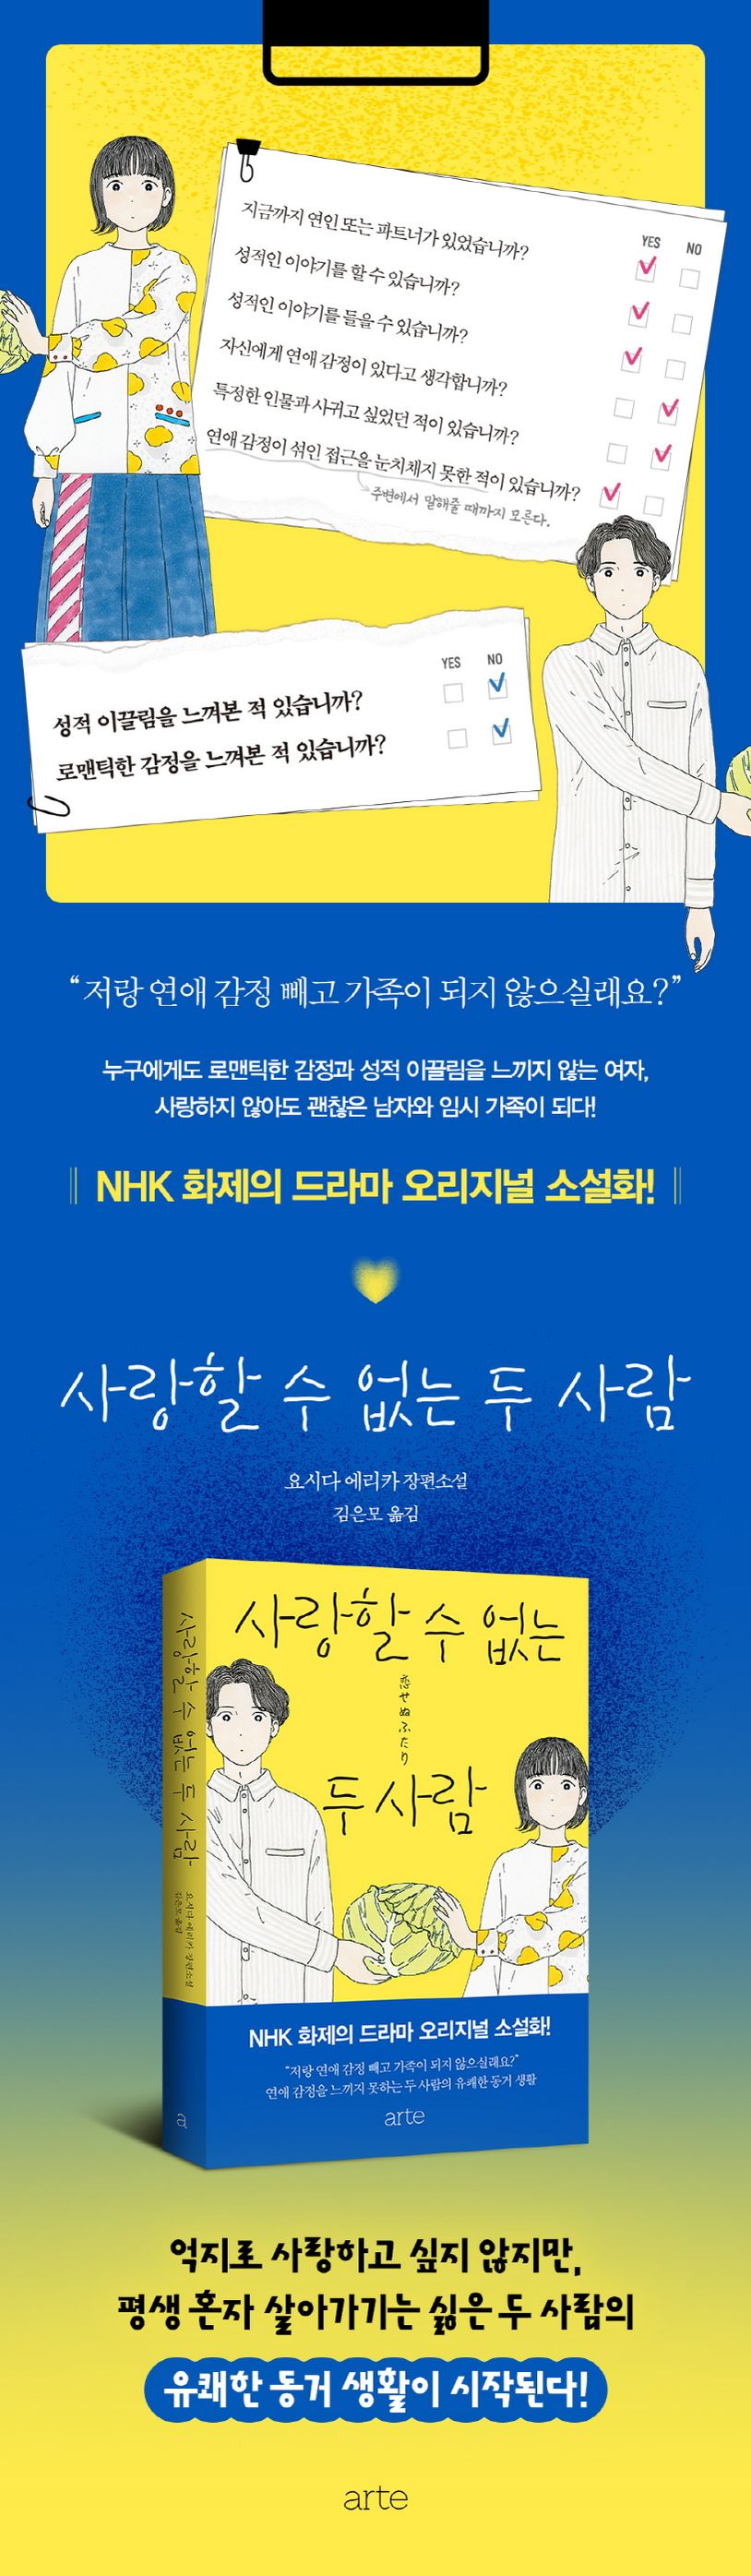 YES NO
지금까지 연인 또는 파트너가 있었습니까?
성적인 이야기를 할 수 있습니까?
성적인 이야기를 들을 수 있습니까?
자신에게 연애 감정이 있다고 생각합니까?
특정한 인물과 사귀고 싶었던 적이 있습니까?
연애 감정이 섞인 접근을 눈치채지 못한 적이 있습니까?
주변에서 말해줄 때까지 모른다.
YES NO
성적 이끌림을 느껴본 적 있습니까?
로맨틱한 감정을 느껴본 적 있습니까?
“저랑 연애 감정 빼고 가족이 되지 않으실래요?”
누구에게도 로맨틱한 감정과 성적 이끌림을 느끼지 않는 여자,
사랑하지 않아도 괜찮은 남자와 임시 가족이 되다!
NHK 화제의 드라마 오리지널 소설화!
사랑할 수 없는 두 사람
요시다 에리카 장편소설
김은모 옮김
사랑할 수 없는
恋せぬふたり
두 사람
사랑할 수 없는 두 사람
요시다 에리카 장편소설
김은모 옮김
a
NHK 화제의 드라마 오리지널 소설화!
“저랑 연애 감정 빼고 가족이 되지 않으실래요?”
연애 감정을 느끼지 못하는 두 사람의 유쾌한 동거 생활
arte
억지로 사랑하고 싶지 않지만,
평생 혼자 살아가기는 싫은 두 사람의
유쾌한 동거 생활이 시작된다!
arte